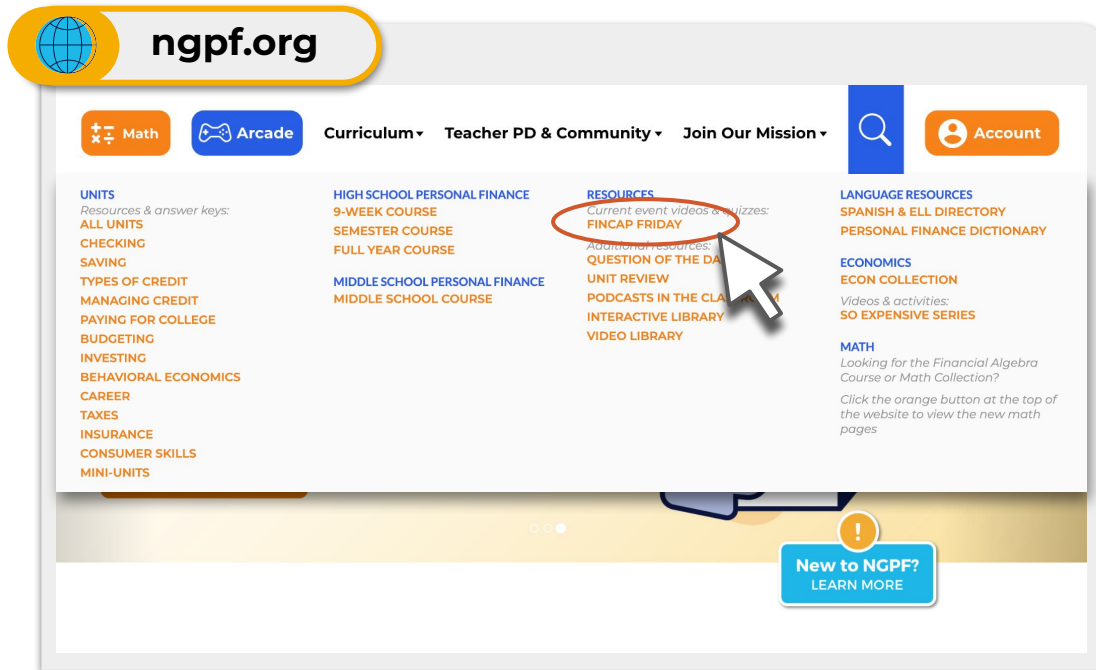 ngpf.org
Math
Arcade
Curriculum
Teacher PD & Community
Join Our Mission
Account
UNITS
Resources & answer keys:
ALL UNITS
CHECKING
SAVING
TYPES OF CREDIT
MANAGING CREDIT
PAYING FOR COLLEGE
BUDGETING
INVESTING
BEHAVIORAL ECONOMICS
CAREER
TAXES
INSURANCE
CONSUMER SKILLS
MINI-UNITS
HIGH SCHOOL PERSONAL FINANCE
9-WEEK COURSE
SEMESTER COURSE
FULL YEAR COURSE
MIDDLE SCHOOL PERSONAL FINANCE
MIDDLE SCHOOL COURSE
RESOURCES
Current event videos & quizzes:
FINCAP FRIDAY
Additional resources:
QUESTION OF THE DA
UNIT REVIEW
PODCASTS IN THE CLASSROOM
INTERACTIVE LIBRARY
VIDEO LIBRARY
LANGUAGE RESOURCES
SPANISH & ELL DIRECTORY
PERSONAL FINANCE DICTIONARY
ECONOMICS
ECON COLLECTION
Videos & activities:
SO EXPENSIVE SERIES
MATH
Looking for the Financial Algebra
Course or Math Collection?
Click the orange button at the top of
the website to view the new math
pages
!
New to NGPF?
LEARN MORE